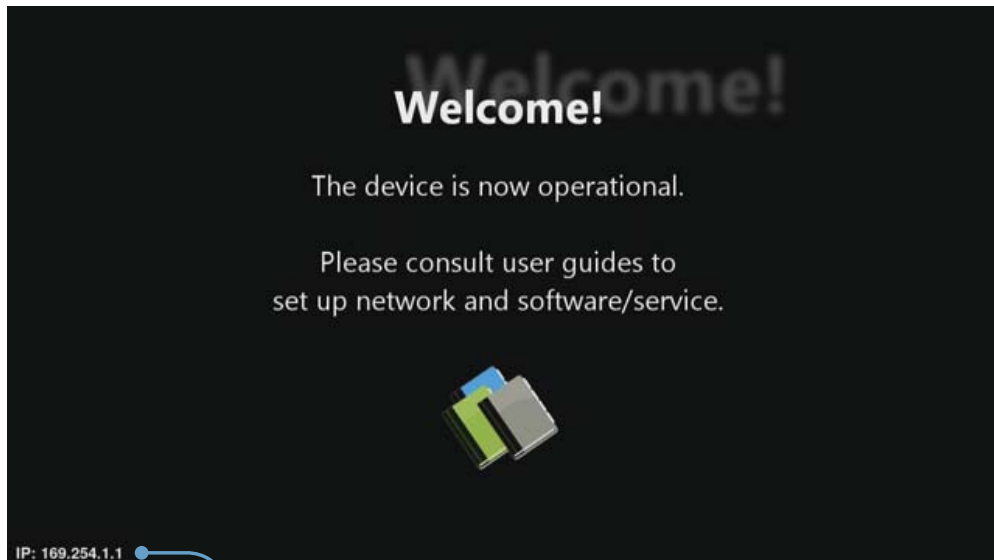 Welcome!
The device is now operational.
Please consult user guides to
set up network and software/service.
IP: 169.254.1.1